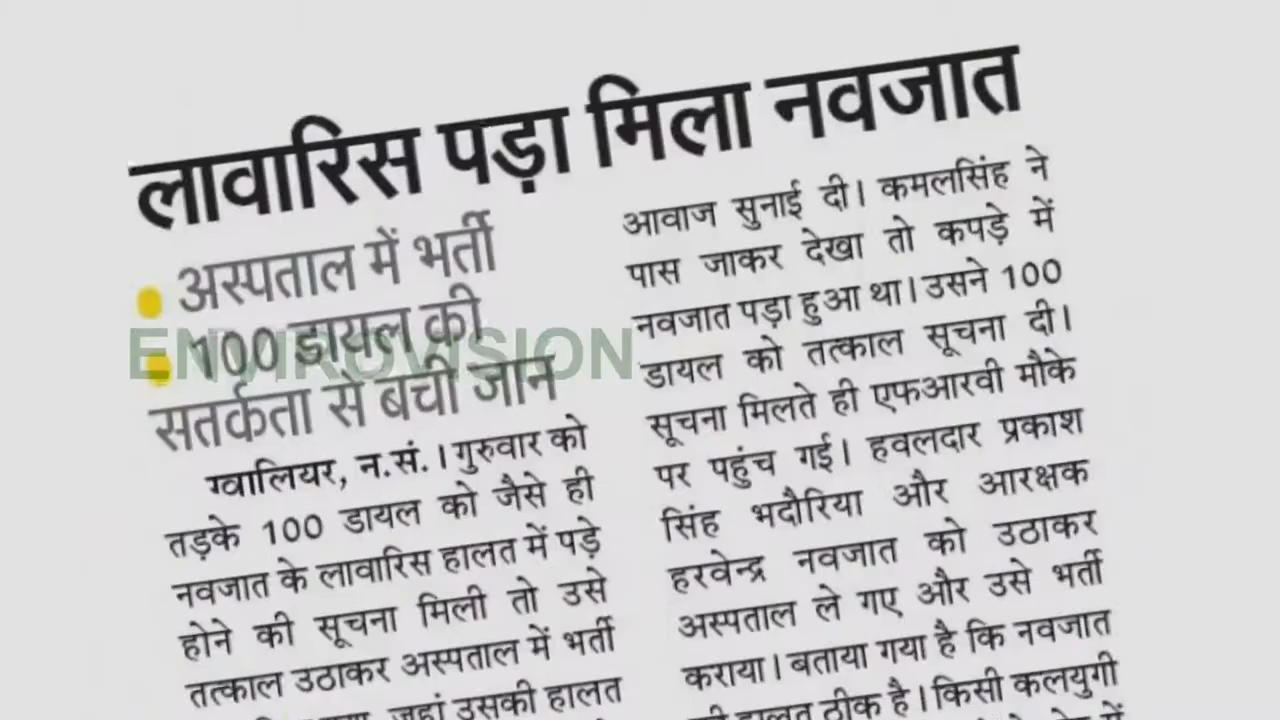 लावारिस पड़ा मिला नवजात
अस्पताल में भर्ती
100 डायल की
सतर्कता से बची जान
ENVIROVISION
ग्वालियर, न.सं.। गुरुवार को
तड़के 100 डायल को जैसे ही
नवजात के लावारिस हालत में पड़े
होने की सूचना मिली तो उसे
तत्काल उठाकर अस्पताल में भर्ती
जहां उसकी हालत
आवाज सुनाई दी। कमलसिंह ने
पास जाकर देखा तो कपड़े में
नवजात पड़ा हुआ था। उसने 100
डायल को तत्काल सूचना दी।
सूचना मिलते ही एफआरवी मौके
पर पहुंच गई। हवलदार प्रकाश
सिंह भदौरिया और आरक्षक
हरवेन्द्र नवजात को उठाकर
अस्पताल ले गए और उसे भर्ती
कराया। बताया गया है कि नवजात
की हालत ठीक है। किसी कलयुगी